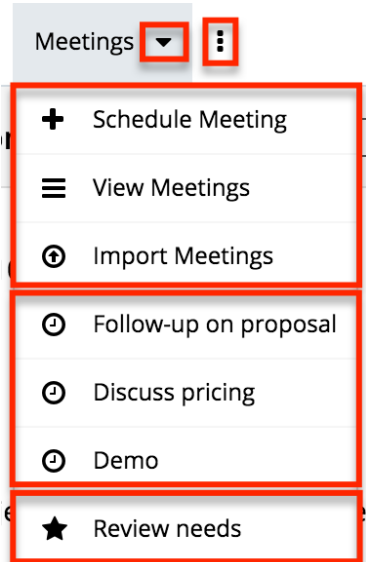 Meetings
Schedule Meeting
View Meetings
Import Meetings
Follow-up on proposal
Discuss pricing
Demo
Review needs